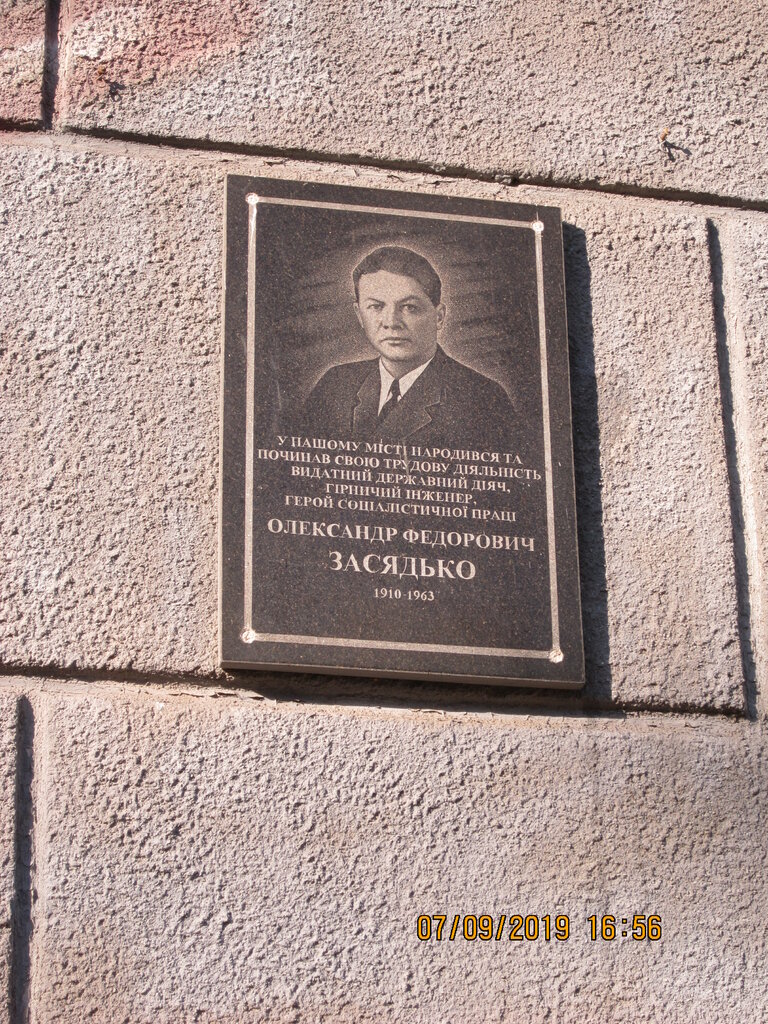 У НАШОМУ МІСТІ НАРОДИВСЯ ТА
ПОЧИНАВ СВОЮ ТРУДОВУ ДІЯЛЬНІСТЬ
ВИДАТНИЙ ДЕРЖАВНИЙ ДІЯЧ,
ГІРНИЧИЙ ІНЖЕНЕР,
ГЕРОЙ СОЦІАЛІСТИЧНОЇ ПРАЦІ
ОЛЕКСАНДР ФЕДОРОВИЧ
ЗАСЯДЬКО
1910-1963
07/09/2019 16:56